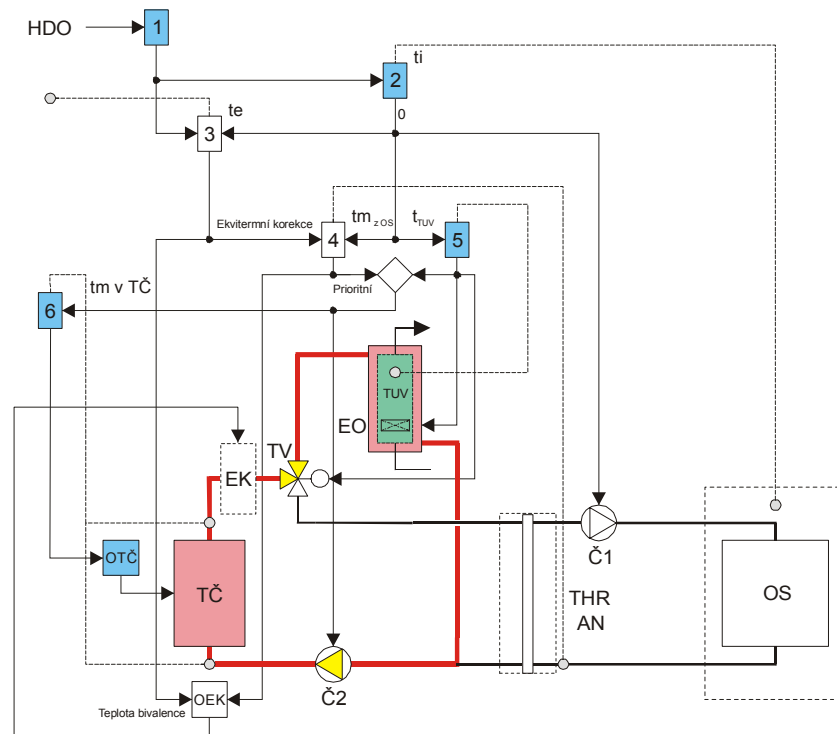 HDO
1
ti
2
te
0
3
tm z OS
t TUV
Ekvitermní korekce
4
5
Prioritní
tm v TČ
6
TUV
EO
TV
EK
OTČ
TČ
Č1
THR
AN
OS
Č2
OEK
Teplota bivalence